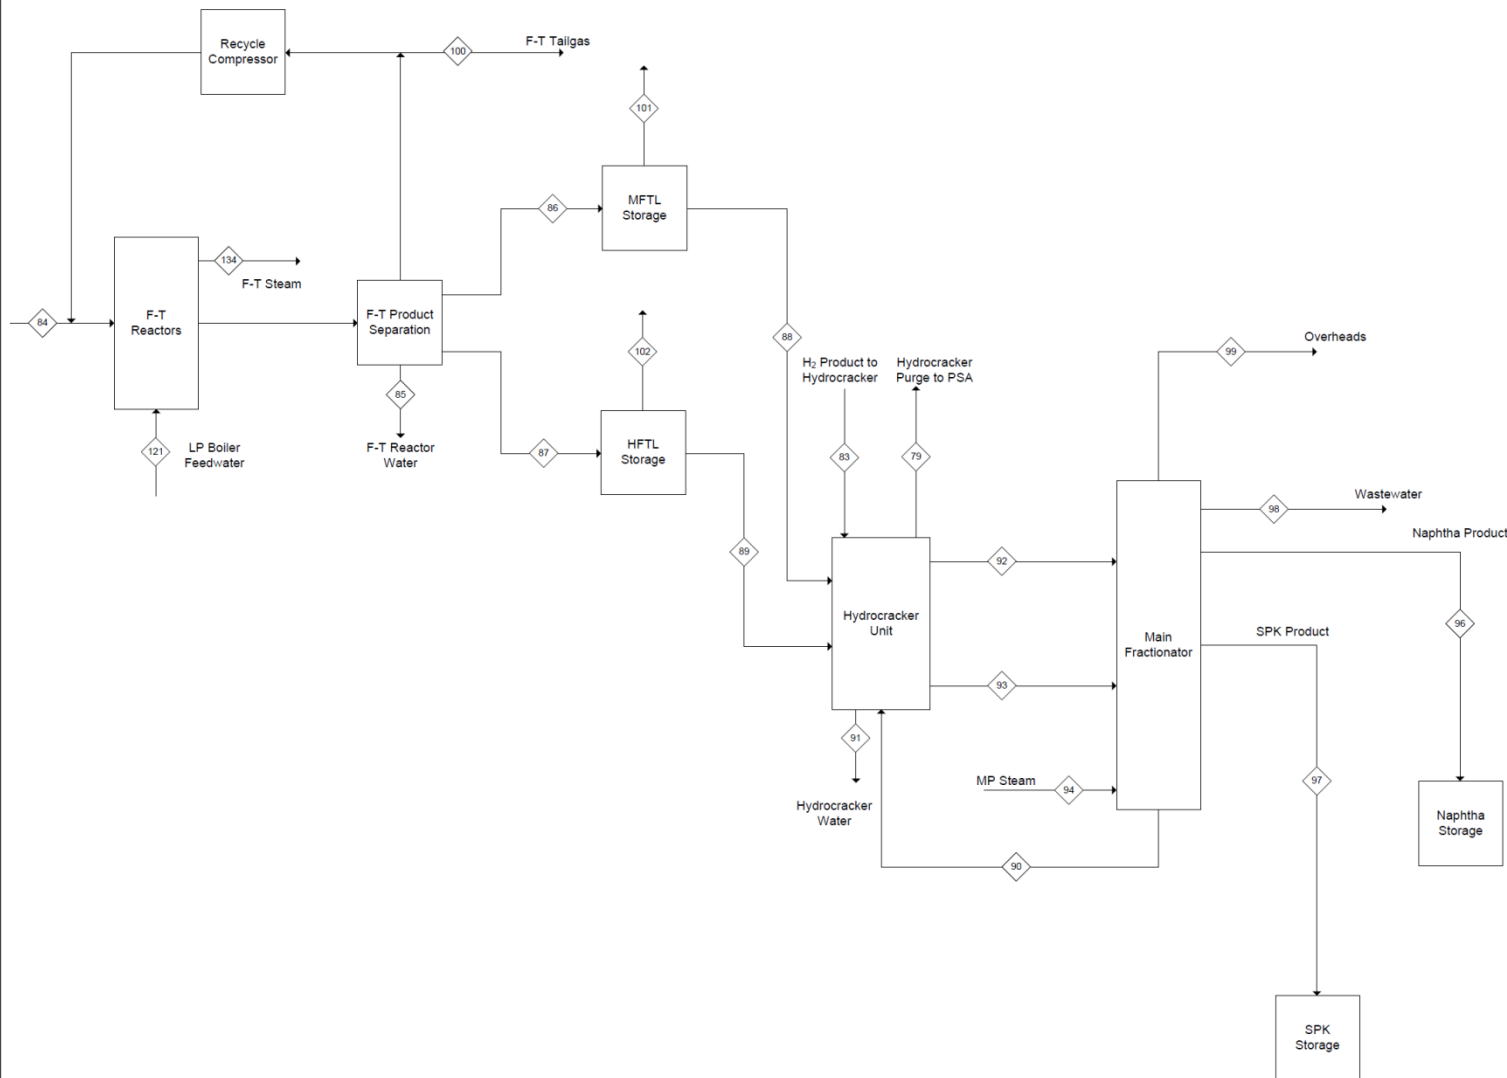 Recycle
Compressor
100
F-T Tailgas
101
MFTL
Storage
86
134
F-T Steam
84
F-T
Reactors
F-T Product
Separation
88
102
99
Overheads
H₂ Product to
Hydrocracker
Hydrocracker
Purge to PSA
85
F-T Reactor
Water
121
LP Boiler
Feedwater
87
HFTL
Storage
83
79
89
98
Wastewater
Naphtha Product
92
Hydrocracker
Unit
Main
Fractionator
SPK Product
96
93
91
Hydrocracker
Water
MP Steam
94
97
Naphtha
Storage
90
SPK
Storage